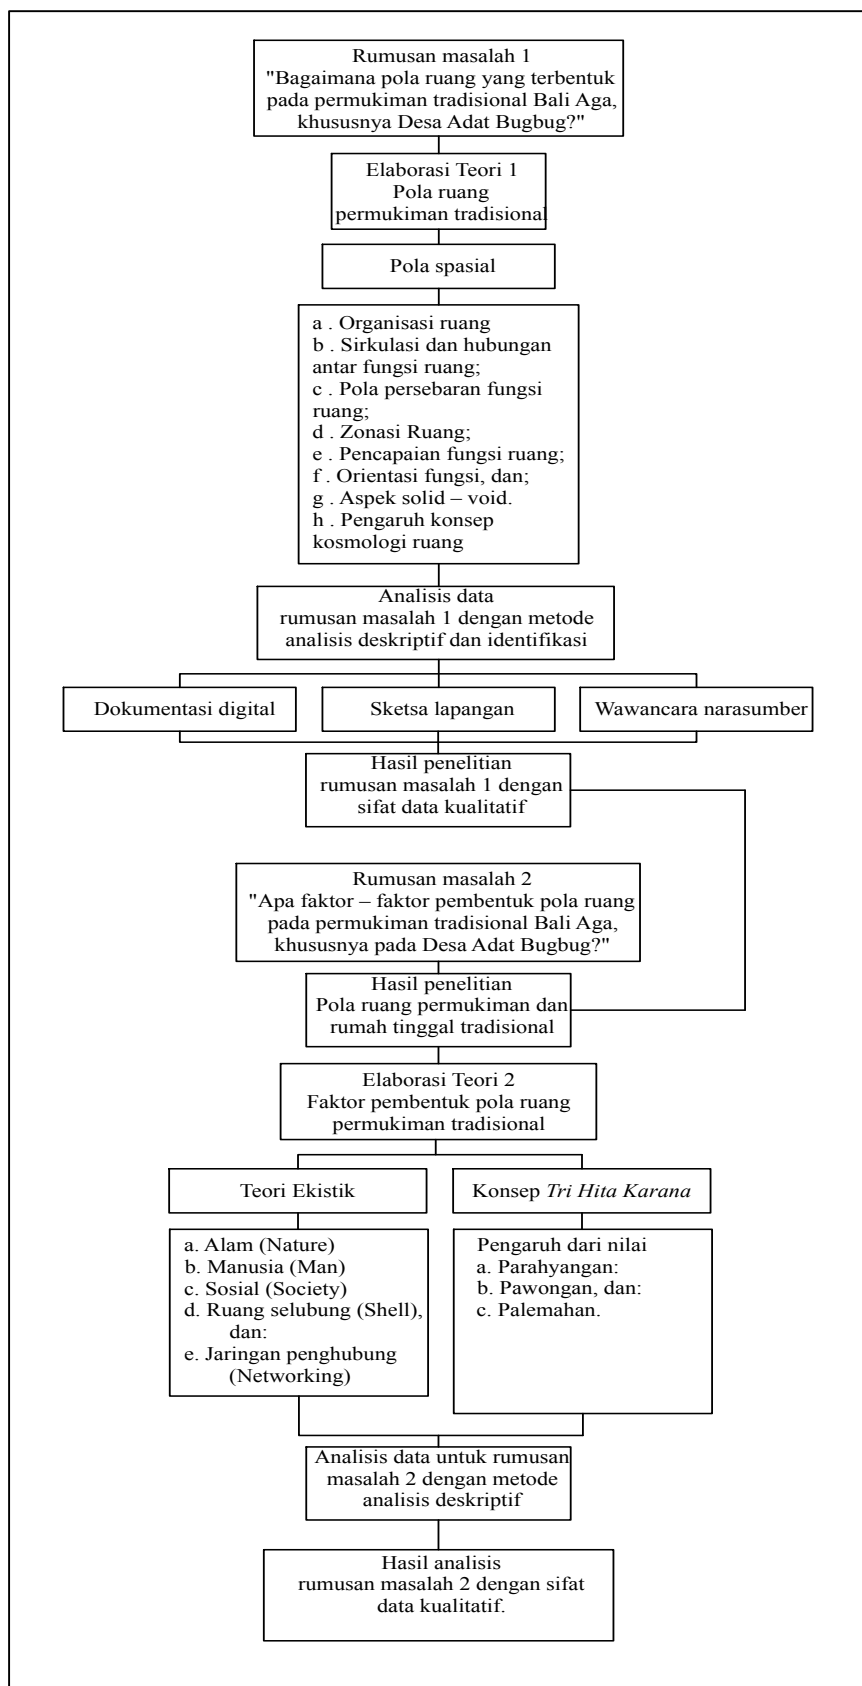 Rumusan masalah 1
"Bagaimana pola ruang yang terbentuk
pada permukiman tradisional Bali Aga,
khususnya Desa Adat Bugbug?"
Elaborasi Teori 1
Pola ruang
permukiman tradisional
Pola spasial
a . Organisasi ruang
b . Sirkulasi dan hubungan
antar fungsi ruang;
c . Pola persebaran fungsi
ruang;
d . Zonasi Ruang;
e . Pencapaian fungsi ruang;
f . Orientasi fungsi, dan;
g . Aspek solid – void.
h . Pengaruh konsep
kosmologi ruang
Analisis data
rumusan masalah 1 dengan metode
analisis deskriptif dan identifikasi
Dokumentasi digital
Sketsa lapangan
Wawancara narasumber
Hasil penelitian
rumusan masalah 1 dengan
sifat data kualitatif
Rumusan masalah 2
"Apa faktor – faktor pembentuk pola ruang
pada permukiman tradisional Bali Aga,
khususnya pada Desa Adat Bugbug?"
Hasil penelitian
Pola ruang permukiman dan
rumah tinggal tradisional
Elaborasi Teori 2
Faktor pembentuk pola ruang
permukiman tradisional
Teori Ekistik
Konsep Tri Hita Karana
a. Alam (Nature)
b. Manusia (Man)
c. Sosial (Society)
d. Ruang selubung (Shell),
dan:
e. Jaringan penghubung
(Networking)
Pengaruh dari nilai
a. Parahyangan:
b. Pawongan, dan:
c. Palemahan.
Analisis data untuk rumusan
masalah 2 dengan metode
analisis deskriptif
Hasil analisis
rumusan masalah 2 dengan sifat
data kualitatif.